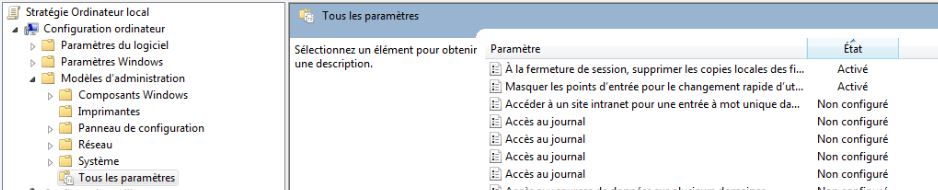 Stratégie Ordinateur local
Configuration ordinateur
Paramètres du logiciel
Paramètres Windows
Modèles d'administration
Composants Windows
Imprimantes
Panneau de configuration
Réseau
Système
Tous les paramètres
Tous les paramètres
Sélectionnez un élément pour obtenir
une description.
Paramètre État
À la fermeture de session, supprimer les copies locales des fi... Activé
Masquer les points d'entrée pour le changement rapide d'ut... Activé
Accéder à un site intranet pour une entrée à mot unique da... Non configuré
Accès au journal Non configuré
Accès au journal Non configuré
Accès au journal Non configuré
Accès au journal Non configuré